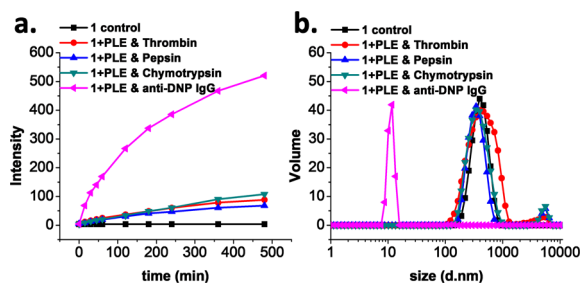 a.
1 control
1+PLE & Thrombin
1+PLE & Pepsin
1+PLE & Chymotrypsin
1+PLE & anti-DNP IgG
600
500
400
300
200
100
0
Intensity
0 100 200 300 400 500
time (min)
b.
1 control
1+PLE & Thrombin
1+PLE & Pepsin
1+PLE & Chymotrypsin
1+PLE & anti-DNP IgG
60
50
40
30
20
10
0
Volume
1 10 100 1000 10000
size (d.nm)